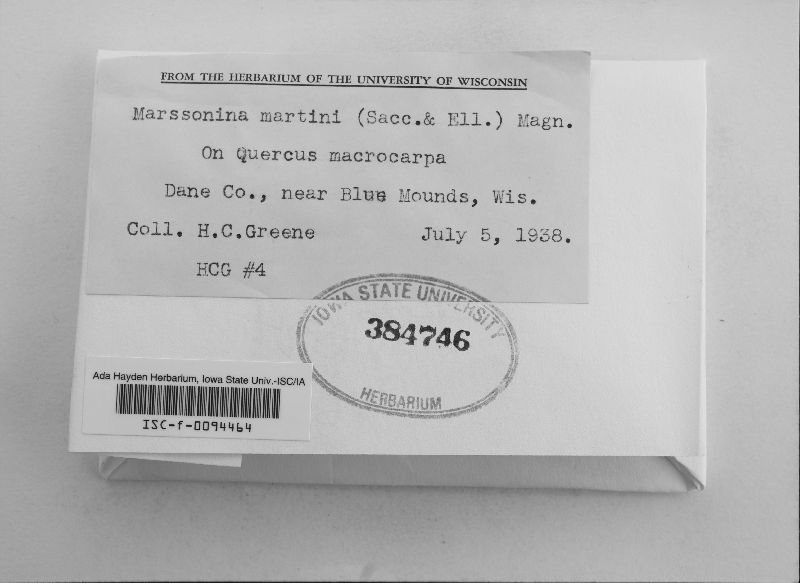 FROM THE HERBARIUM OF THE UNIVERSITY OF WISCONSIN
Marssonina martini (Sacc.& Ell.) Magn.
On Quercus macrocarpa
Dane Co., near Blue Mounds, Wis.
Coll. H.C.Greene July 5, 1938.
HCG #4
IOWA STATE UNIVERSITY
384746
HERBARIUM
Ada Hayden Herbarium, Iowa State Univ.-ISC/IA
ISC-f-0094464